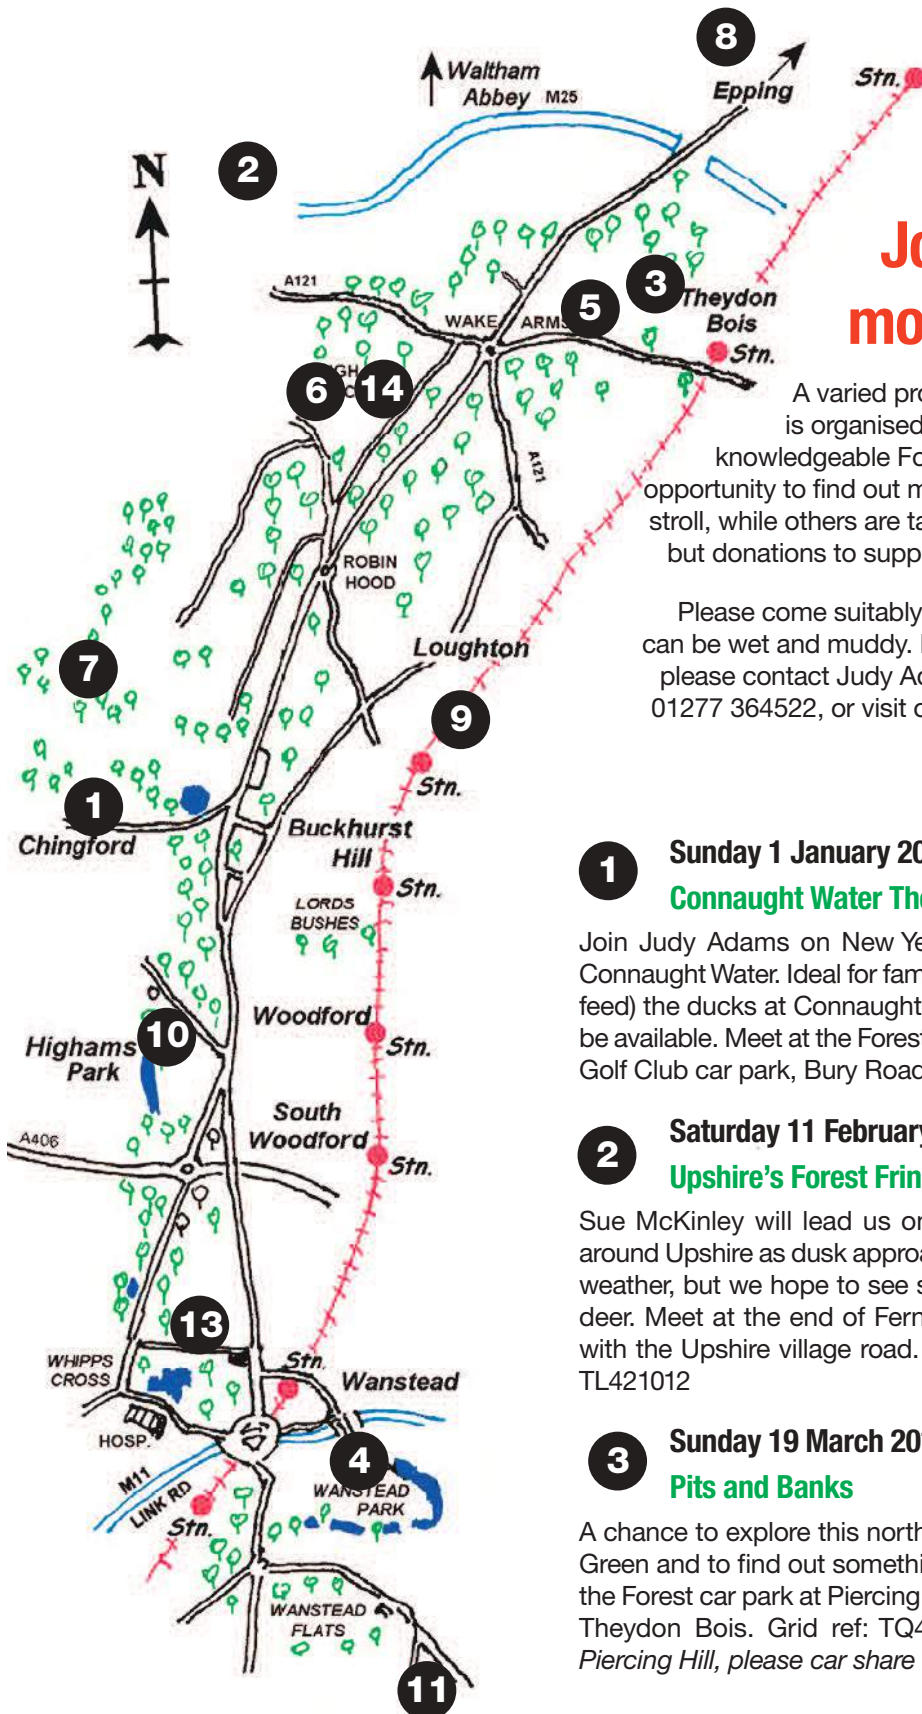 8
Waltham
Abbey
M25
Epping
Stn.
N
2
A121
WAKE
ARMS
5
3
Theydon
Bois
Stn.
6
14
A121
ROBIN
HOOD
Loughton
7
9
Stn.
1
Chingford
Buckhurst
Hill
Stn.
LORDS
BUSHES
10
Highams
Park
Woodford
Stn.
South
Woodford
Stn.
A406
13
WHIPPS
CROSS
Stn.
Wanstead
HOSP.
M11
LINK RD
Stn.
4
WANSTEAD
PARK
WANSTEAD
FLATS
11
Jo
mo
A varied pro
is organised
knowledgeable Fo
opportunity to find out m
stroll, while others are ta
but donations to supp
Please come suitably
can be wet and muddy.
please contact Judy Ad
01277 364522, or visit o
1 Sunday 1 January 20
Connaught Water The
Join Judy Adams on New Ye
Connaught Water. Ideal for fam
feed) the ducks at Connaught
be available. Meet at the Forest
Golf Club car park, Bury Road
2 Saturday 11 February
Upshire's Forest Frin
Sue McKinley will lead us on
around Upshire as dusk approa
weather, but we hope to see s
deer. Meet at the end of Fern
with the Upshire village road.
TL421012
3 Sunday 19 March 20
Pits and Banks
A chance to explore this north
Green and to find out somethi
the Forest car park at Piercing
Theydon Bois. Grid ref: TQ4
Piercing Hill, please car share